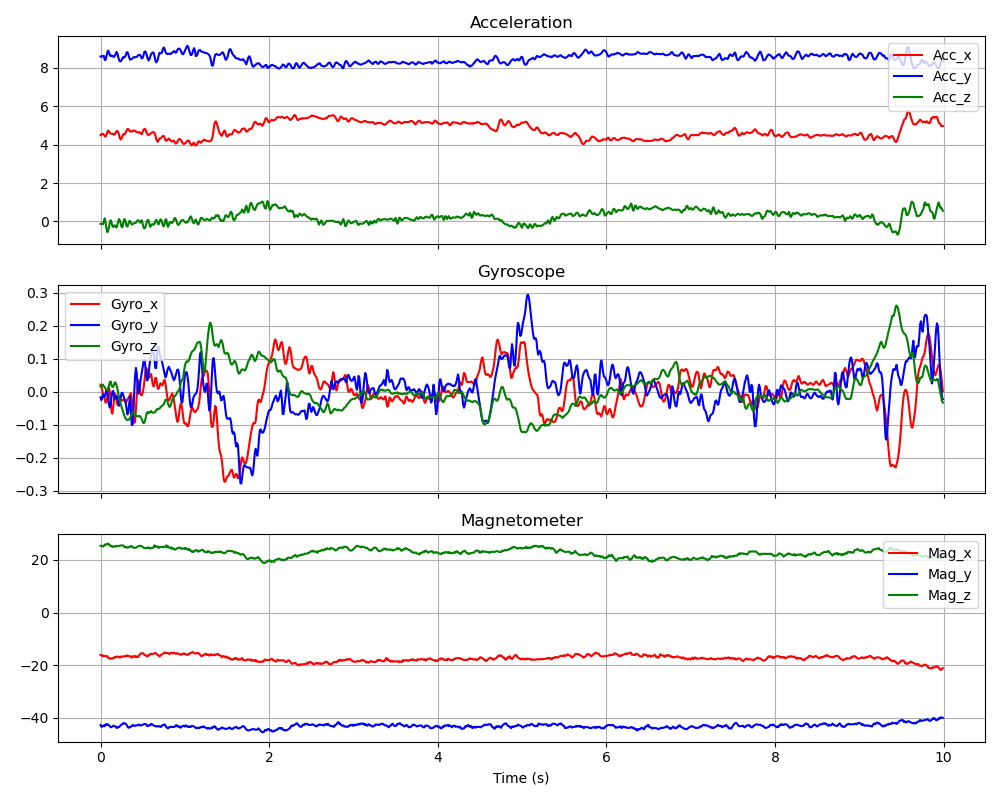 Acceleration
8
6
4
2
0
Acc_x
Acc_y
Acc_z
Gyroscope
0.3
0.2
0.1
0.0
−0.1
−0.2
−0.3
Gyro_x
Gyro_y
Gyro_z
Magnetometer
20
0
−20
−40
Mag_x
Mag_y
Mag_z
0 2 4 6 8 10
Time (s)